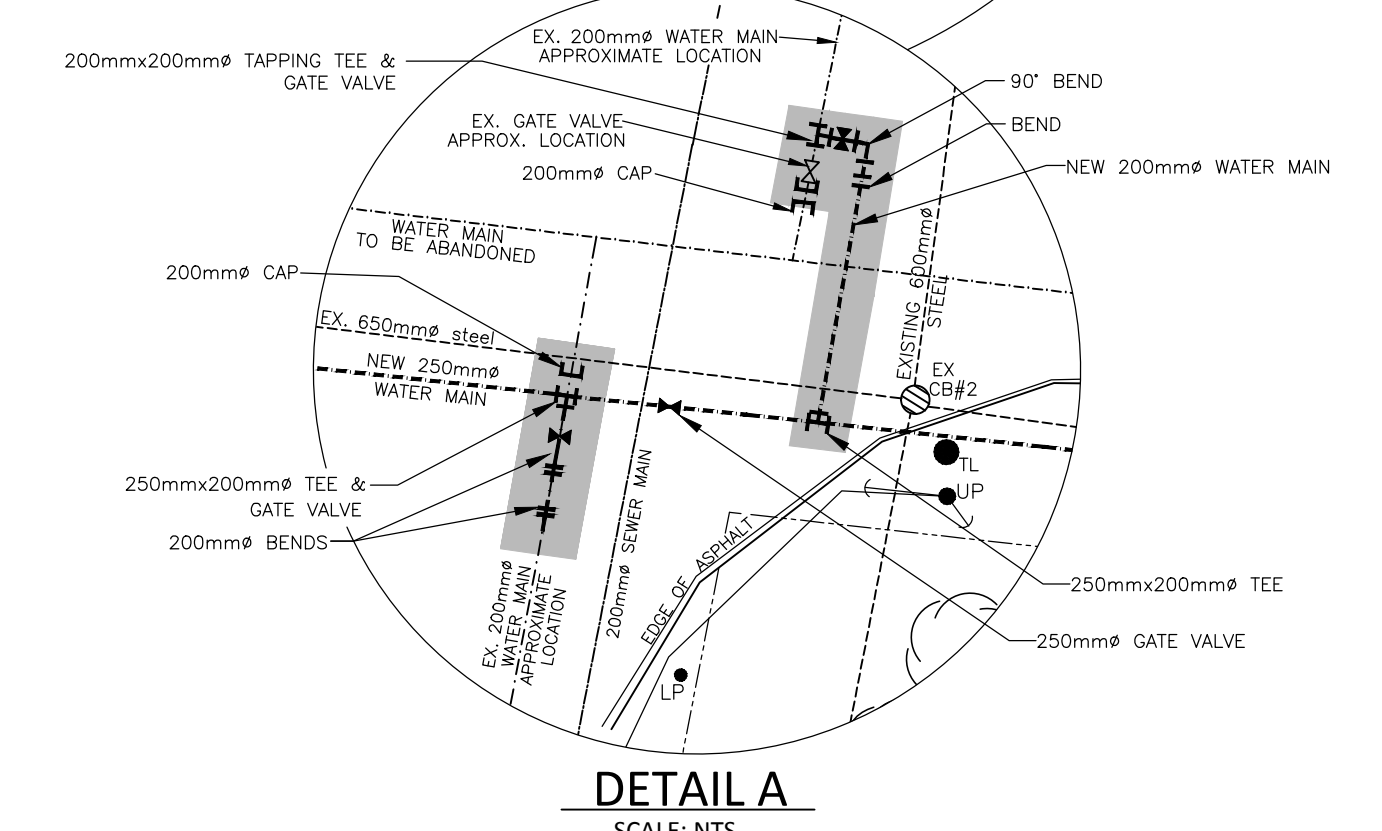 EX. 200mmø WATER MAIN
APPROXIMATE LOCATION
200mmx200mmø TAPPING TEE &
GATE VALVE
90° BEND
EX. GATE VALVE
APPROX. LOCATION
BEND
200mmø CAP
NEW 200mmø WATER MAIN
WATER MAIN
TO BE ABANDONED
200mmø CAP
EXISTING 600mmø
STEEL
EX. 650mmø steel
NEW 250mmø
WATER MAIN
EX
CB#2
TL
UP
250mmx200mmø TEE &
GATE VALVE
200mmø BENDS
200mmø SEWER MAIN
EDGE OF ASPHALT
EX. 200mmø
WATER MAIN
APPROXIMATE
LOCATION
250mmx200mmø TEE
250mmø GATE VALVE
LP
DETAIL A
SCALE: NTS